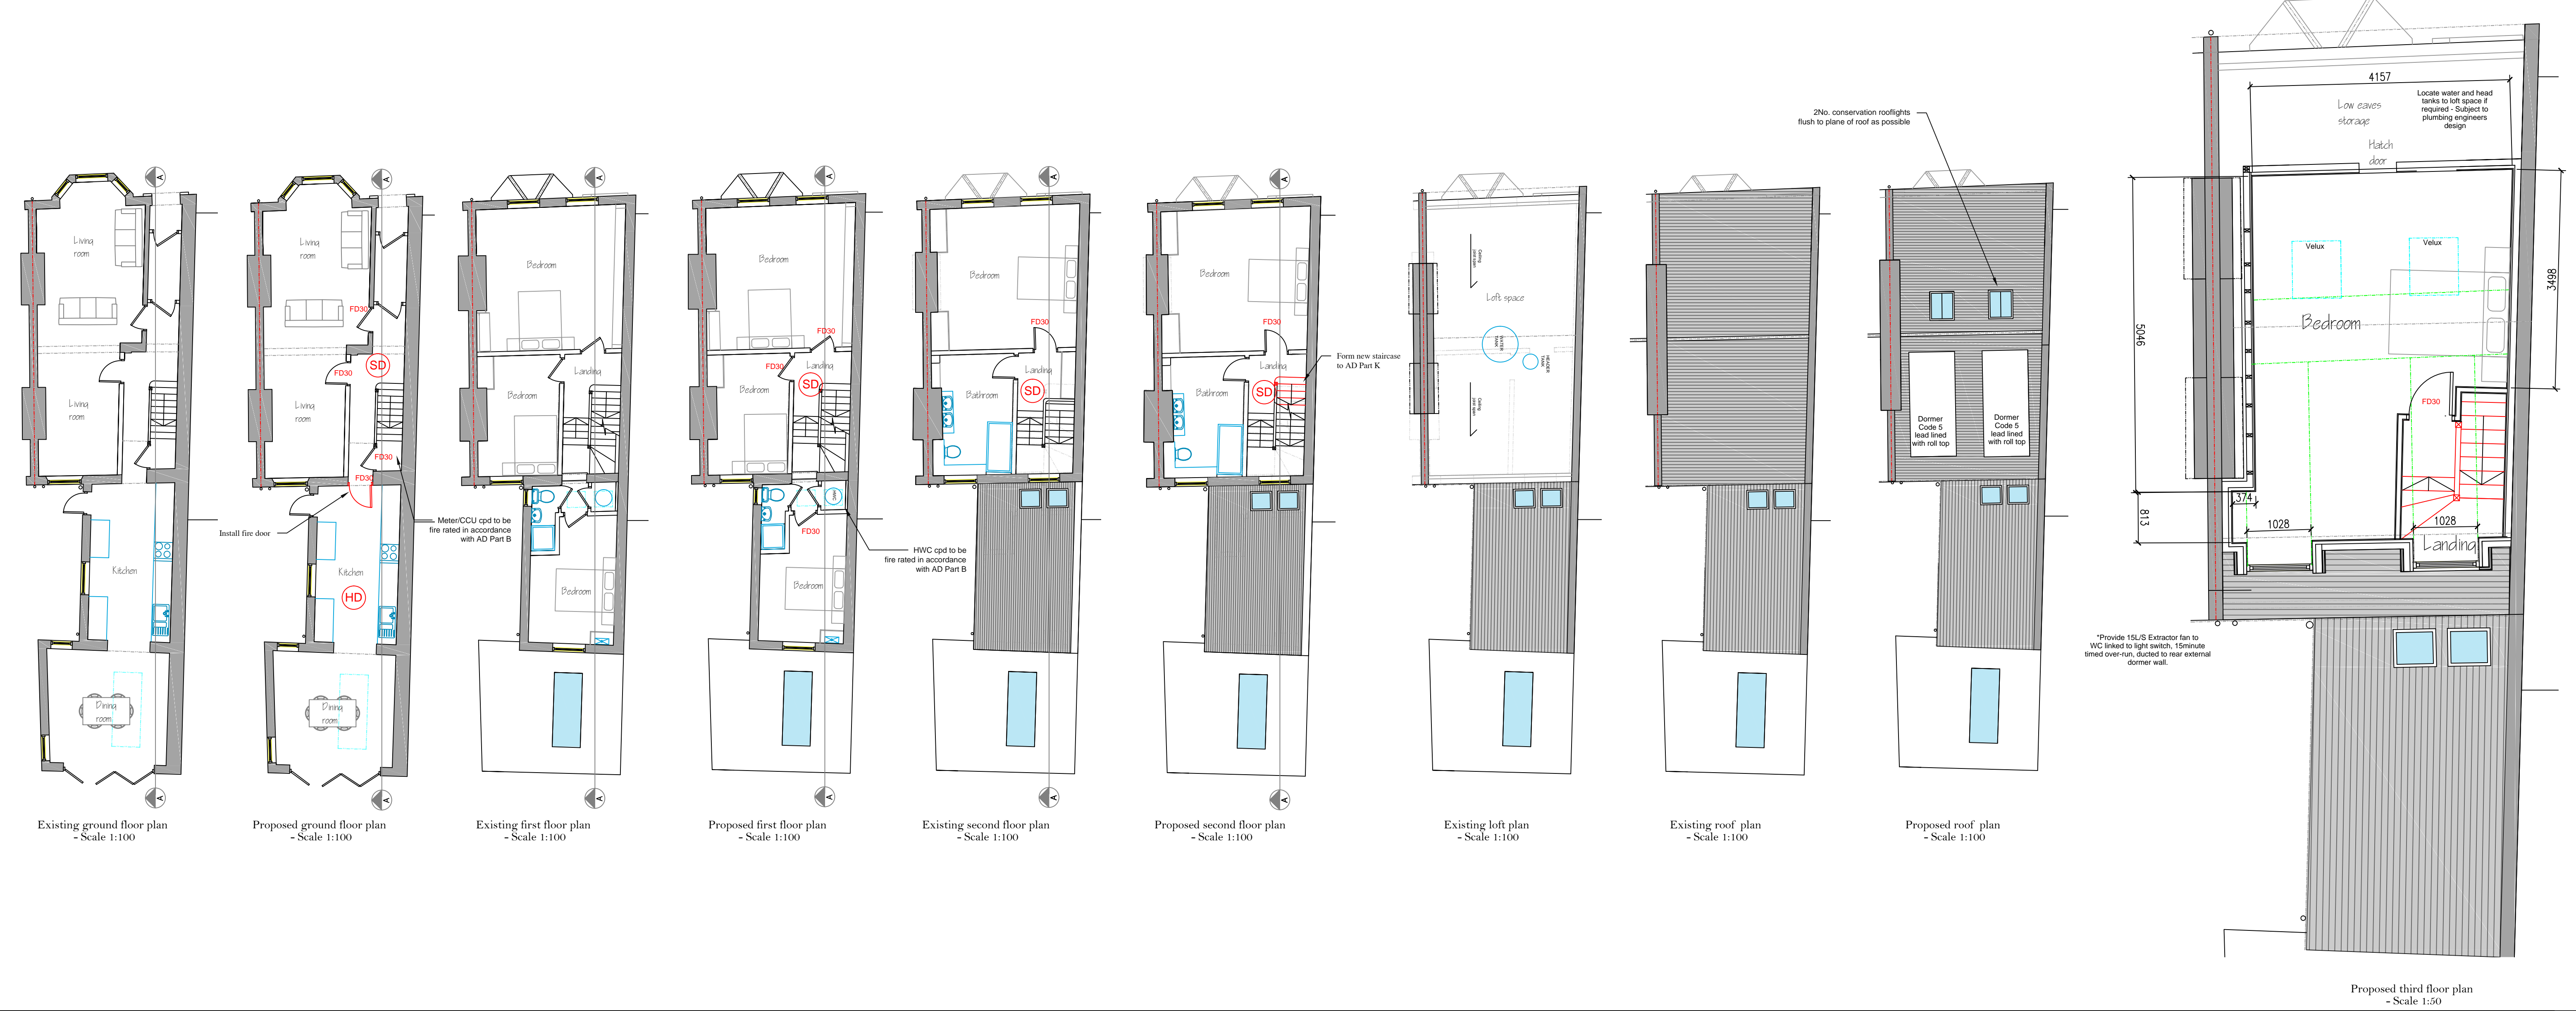 Living
room
Living
room
Kitchen
Dining
room
A
A
Existing ground floor plan
- Scale 1:100
Living
room
FD30
SD
FD30
Living
room
FD30
FD30
Install fire door
Meter/CCU cpd to be
fire rated in accordance
with AD Part B
Kitchen
HD
Dining
room
A
A
Proposed ground floor plan
- Scale 1:100
A
Bedroom
Landing
Bedroom
Bedroom
A
Existing first floor plan
- Scale 1:100
A
Bedroom
FD30
FD30
Landing
SD
Bedroom
HWC
FD30
HWC cpd to be
fire rated in accordance
with AD Part B
Bedroom
A
Proposed first floor plan
- Scale 1:100
A
Bedroom
FD30
Landing
SD
Bathroom
A
Existing second floor plan
- Scale 1:100
A
Bedroom
FD30
Form new staircase
to AD Part K
Landing
SD
Bathroom
A
Proposed second floor plan
- Scale 1:100
Ceiling
joist span
Loft space
WATER
TANK
HEADER
TANK
Ceiling
joist span
Existing loft plan
- Scale 1:100
Existing roof plan
- Scale 1:100
2No. conservation rooflights
flush to plane of roof as possible
Dormer
Code 5
lead lined
with roll top
Dormer
Code 5
lead lined
with roll top
Proposed roof plan
- Scale 1:100
4157
Low eaves
storage
Locate water and head
tanks to loft space if
required - Subject to
plumbing engineers
design
Hatch
door
Velux
Velux
3498
5046
Bedroom
FD30
374
813
1028
1028
Landing
*Provide 15L/S Extractor fan to
WC linked to light switch, 15minute
timed over-run, ducted to rear external
dormer wall.
Proposed third floor plan
- Scale 1:50